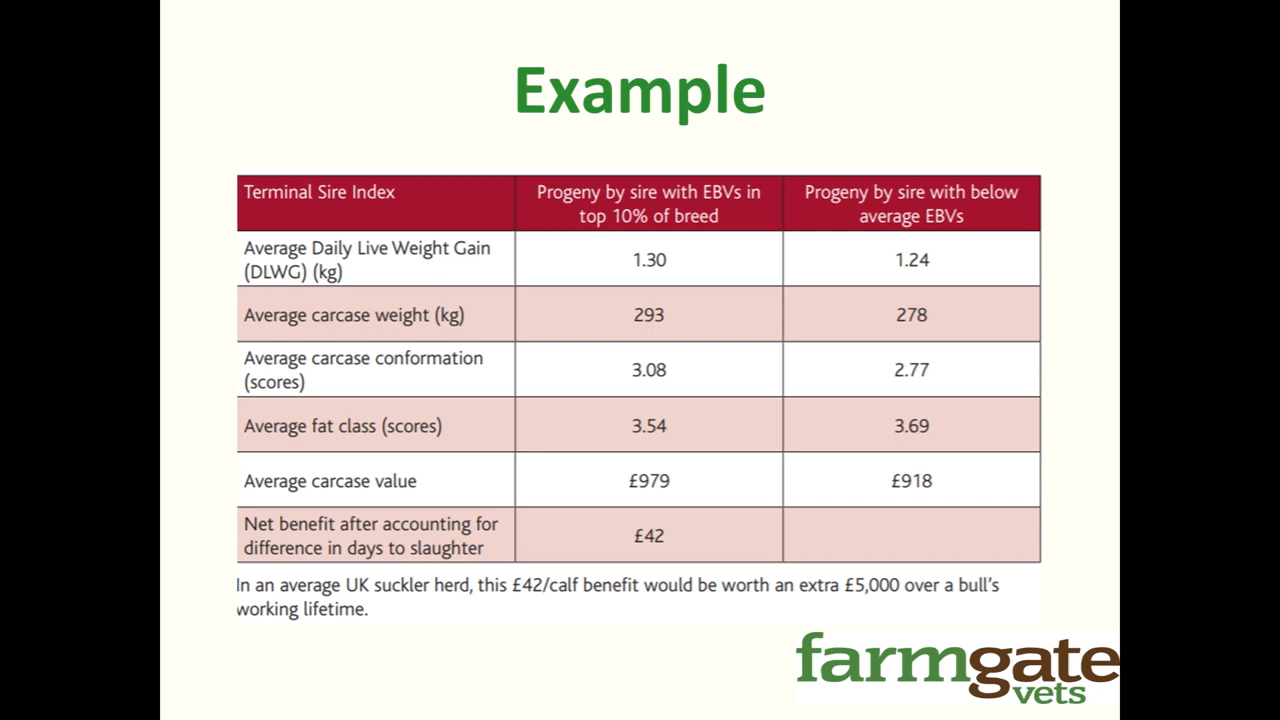 Example
Terminal Sire Index
Progeny by sire with EBVs in
top 10% of breed
Progeny by sire with below
average EBVs
Average Daily Live Weight Gain
(DLWG) (kg)
1.30
1.24
Average carcase weight (kg)
293
278
Average carcase conformation
(scores)
3.08
2.77
Average fat class (scores)
3.54
3.69
Average carcase value
£979
£918
Net benefit after accounting for
difference in days to slaughter
£42
In an average UK suckler herd, this £42/calf benefit would be worth an extra £5,000 over a bull's
working lifetime.
farmgate
vets